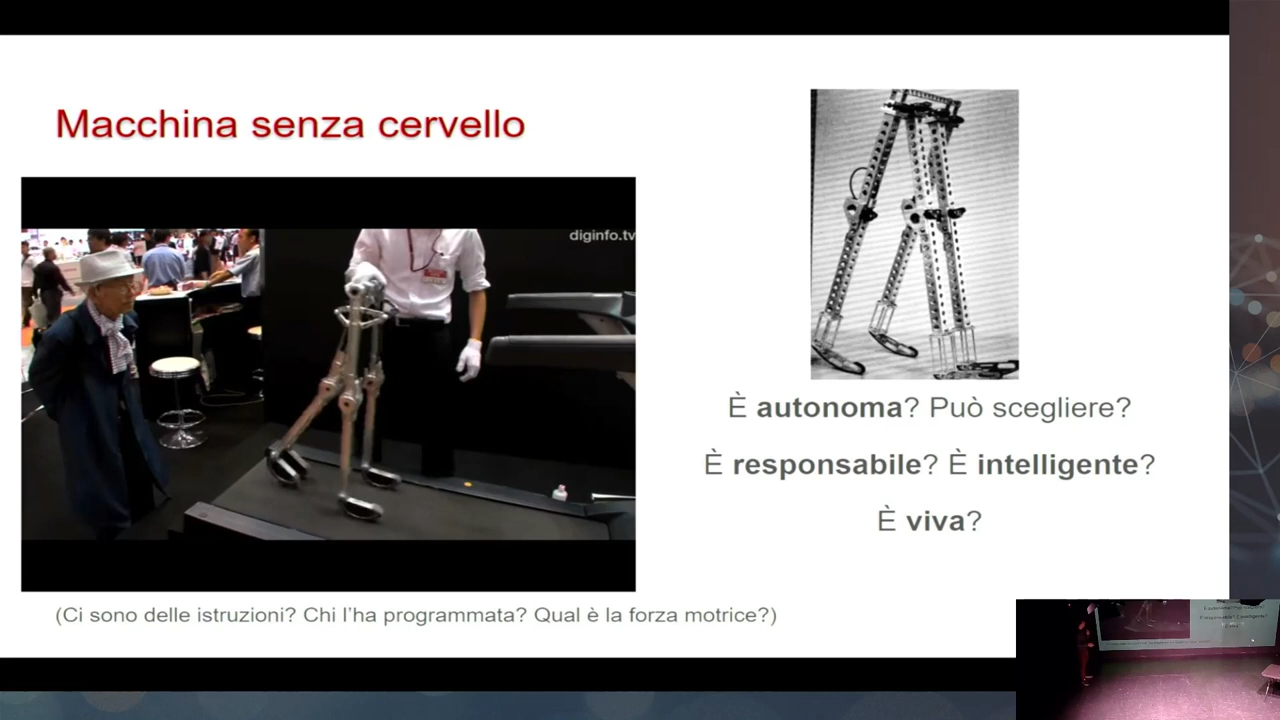 Macchina senza cervello
diginfo.tv
È autonoma? Può scegliere?
È responsabile? È intelligente?
È viva?
(Ci sono delle istruzioni? Chi l'ha programmata? Qual è la forza motrice?)